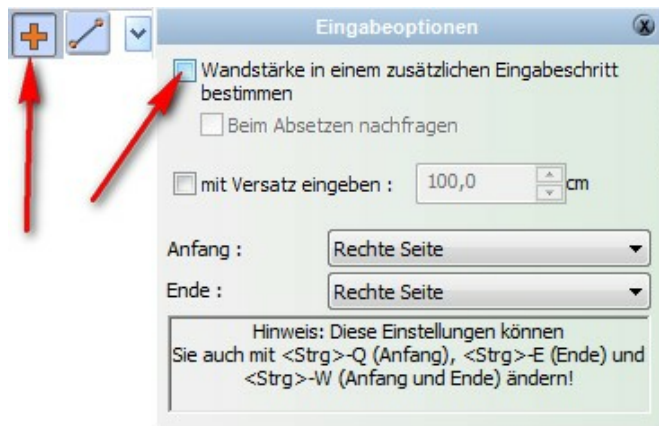 Eingabeoptionen
Wandstärke in einem zusätzlichen Eingabeschritt
bestimmen
Beim Absetzen nachfragen
mit Versatz eingeben : 100,0 cm
Anfang : Rechte Seite
Ende : Rechte Seite
Hinweis: Diese Einstellungen können
Sie auch mit <Strg>-Q (Anfang), <Strg>-E (Ende) und
<Strg>-W (Anfang und Ende) ändern!